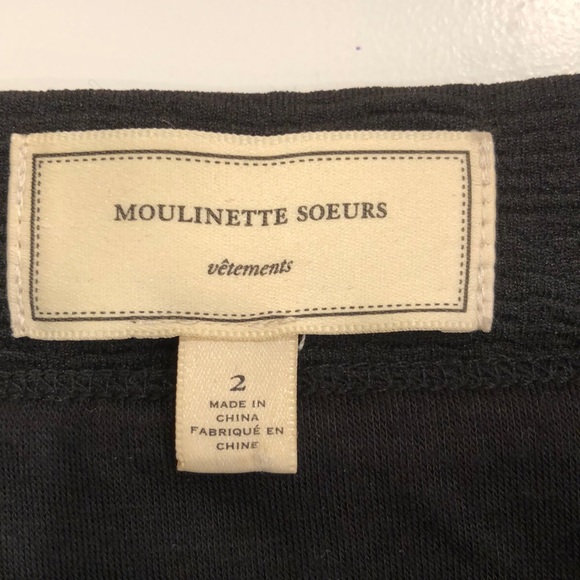 MOULINETTE SOEURS
vêtements
2
MADE IN
CHINA
FABRIQUÉ EN
CHINE